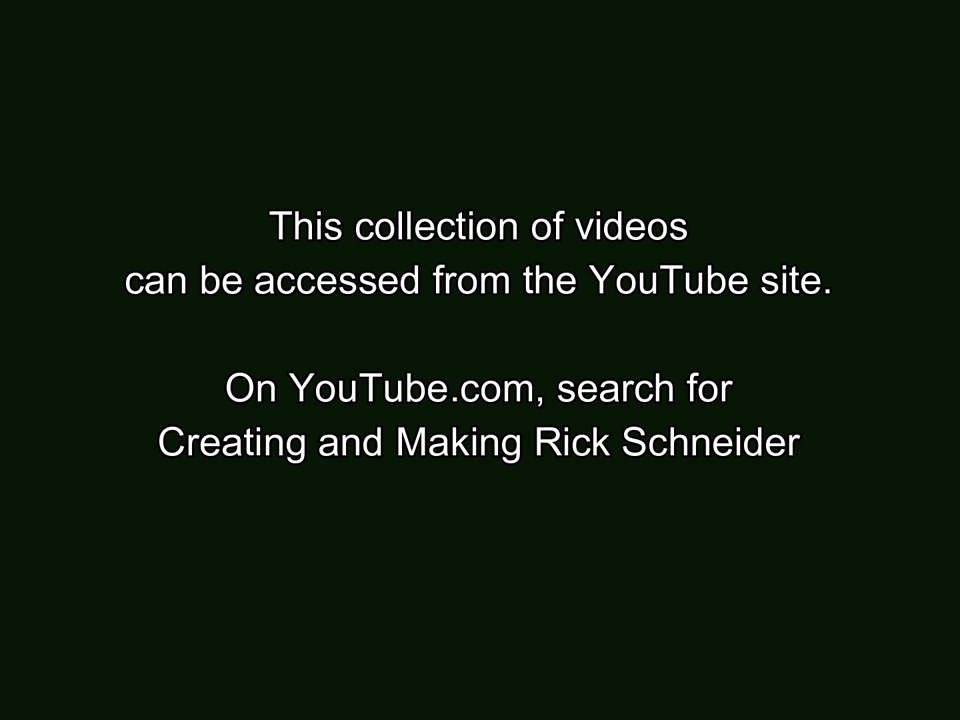 This collection of videos
can be accessed from the YouTube site.
On YouTube.com, search for
Creating and Making Rick Schneider